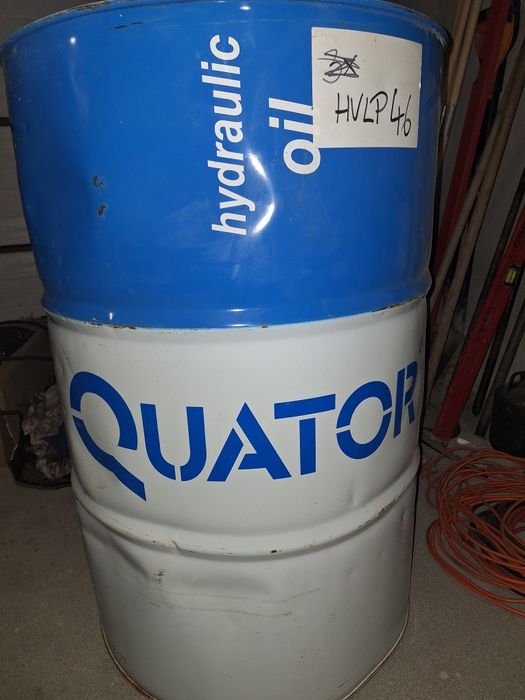 hydraulic
oil
HVLP 46
QUATOR